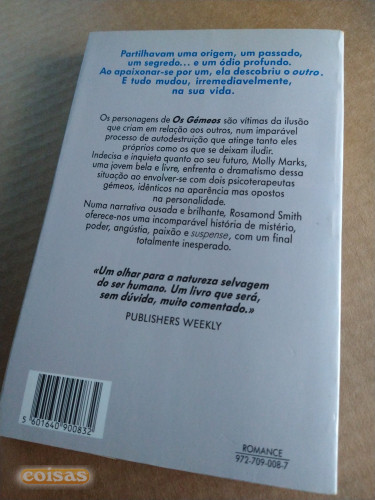 Partilhavam uma origem, um passado,
um segredo... e um ódio profundo.
Ao apaixonar-se por um, ela descobriu o outro.
E tudo mudou, irremediavelmente,
na sua vida.
Os personagens de Os Gémeos são vítimas da ilusão
que criam em relação aos outros, num imparável
processo de autodestruição que atinge tanto eles
próprios como os que se deixam iludir.
Indecisa e inquieta quanto ao seu futuro, Molly Marks,
uma jovem bela e livre, enfrenta o dramatismo dessa
situação ao envolver-se com dois psicoterapeutas
gémeos, idênticos na aparência mas opostos
na personalidade.
Numa narrativa ousada e brilhante, Rosamond Smith
oferece-nos uma incomparável história de mistério,
poder, angústia, paixão e suspense, com um final
totalmente inesperado.
«Um olhar para a natureza selvagem
do ser humano. Um livro que será,
sem dúvida, muito comentado.»
PUBLISHERS WEEKLY
5 601640 900832
ROMANCE
972-709-008-7
coisas